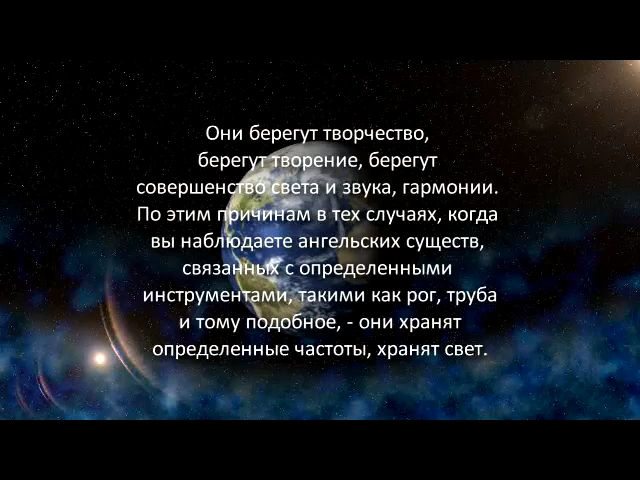 Они берегут творчество,
берегут творение, берегут
совершенство света и звука, гармонии.
По этим причинам в тех случаях, когда
вы наблюдаете ангельских существ,
связанных с определенными
инструментами, такими как рог, труба
и тому подобное, - они хранят
определенные частоты, хранят свет.